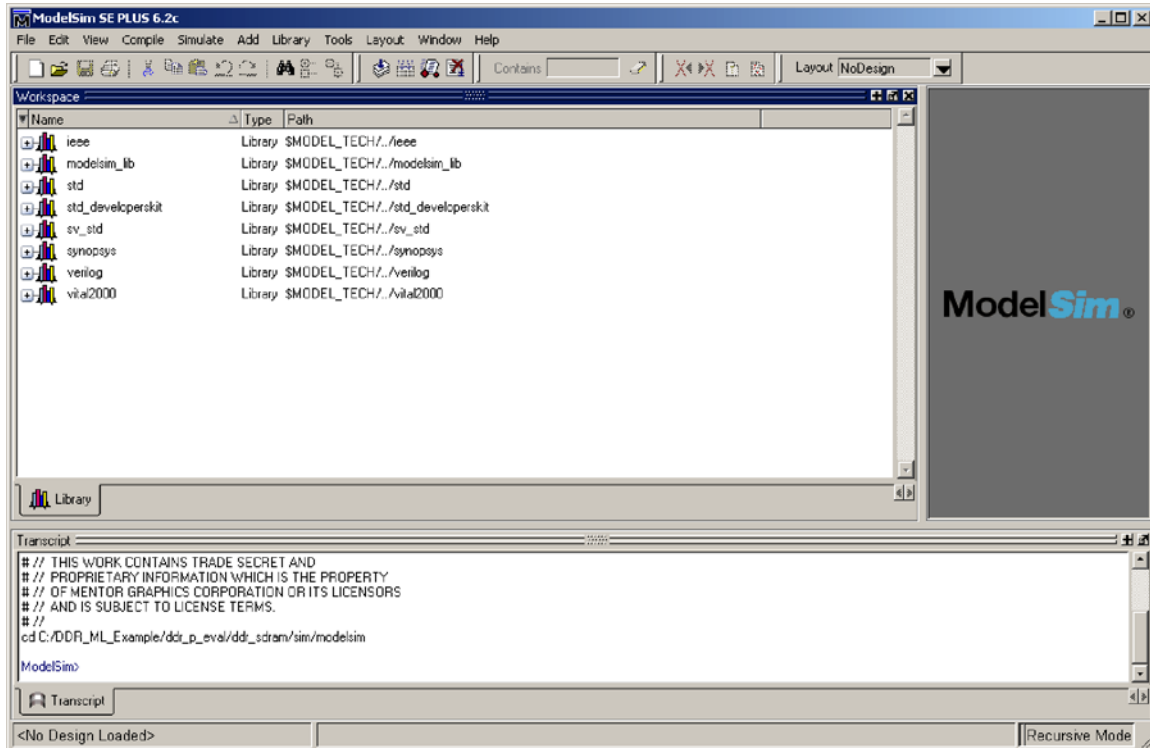 ModelSim SE PLUS 6.2c
File Edit View Compile Simulate Add Library Tools Layout Window Help
Contains Layout NoDesign
Workspace
Name Type Path
ieee Library $MODEL_TECH/../ieee
modelsim_lib Library $MODEL_TECH/../modelsim_lib
std Library $MODEL_TECH/../std
std_developerskit Library $MODEL_TECH/../std_developerskit
sv_std Library $MODEL_TECH/../sv_std
synopsys Library $MODEL_TECH/../synopsys
verilog Library $MODEL_TECH/../verilog
vital2000 Library $MODEL_TECH/../vital2000
ModelSim®
Library
Transcript
# // THIS WORK CONTAINS TRADE SECRET AND
# // PROPRIETARY INFORMATION WHICH IS THE PROPERTY
# // OF MENTOR GRAPHICS CORPORATION OR ITS LICENSORS
# // AND IS SUBJECT TO LICENSE TERMS.
# //
cd C:/DDR_ML_Example/ddr_p_eval/ddr_sdram/sim/modelsim
ModelSim>
Transcript
<No Design Loaded> Recursive Mode